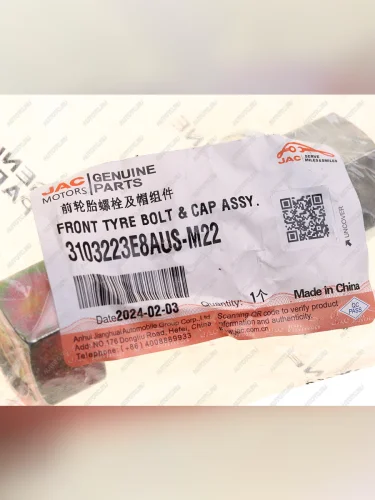 JAC
MOTORS
GENUINE
PARTS
JAC
SERVE
前轮胎螺栓及帽组件
FRONT TYRE BOLT & CAP ASSY.
3103223E8AUS-M22
UNCOVER
Date 2024-02-03
Quantity: 1个
Made in China
QC
PASS
Anhui Jianghuai Automobile Group Corp., Ltd
Add: NO.176 Dongliu Road, Hefei, China
Telephone: (+86) 4008889933
Scanning QR code to verify product
information and authenticity.